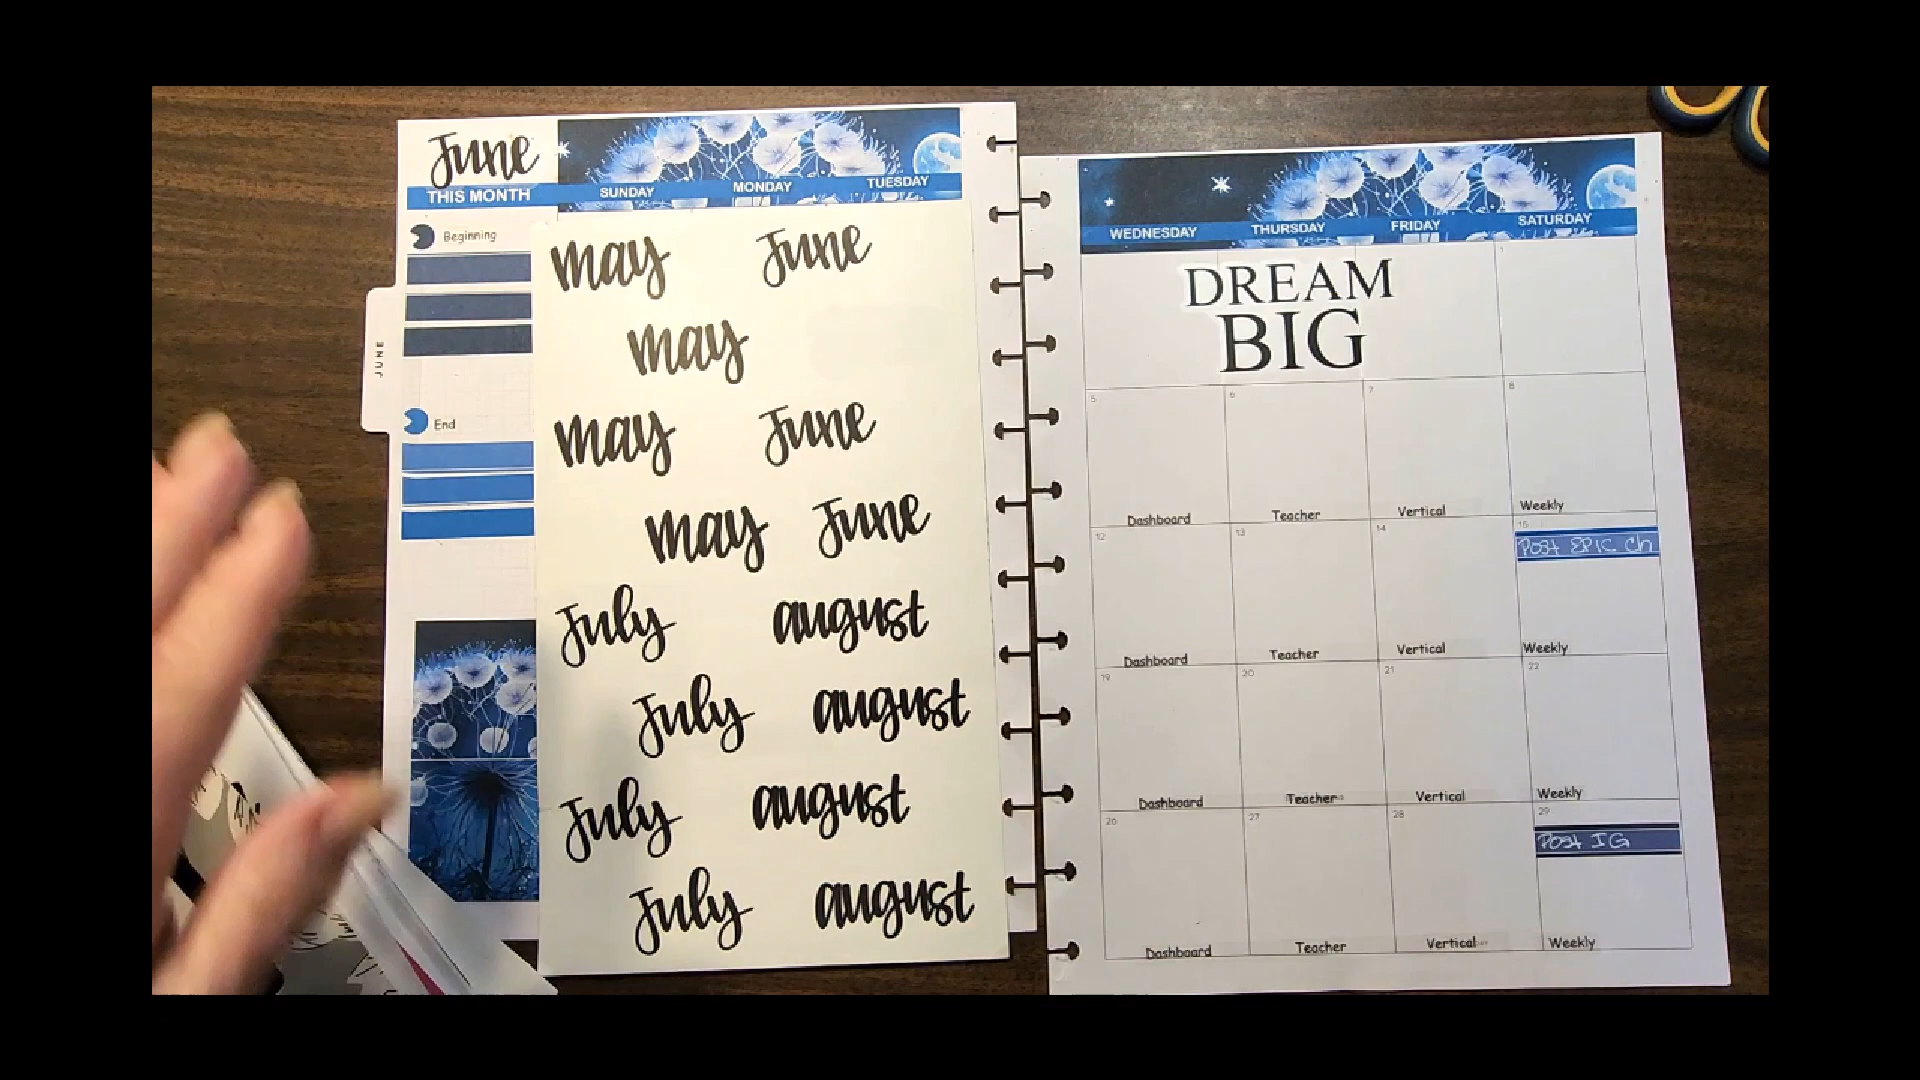 June
THIS MONTH
SUNDAY MONDAY TUESDAY
Beginning
End
JUNE
may June
may
may June
may June
July august
July august
July august
July august
WEDNESDAY THURSDAY FRIDAY SATURDAY
DREAM
BIG
1
5 6 7 8
Dashboard Teacher Vertical Weekly
12 13 14 15
Post EPIC Ch
Dashboard Teacher Vertical Weekly
19 20 21 22
Dashboard Teacher Vertical Weekly
26 27 28 29
Post IG
Dashboard Teacher Vertical Weekly